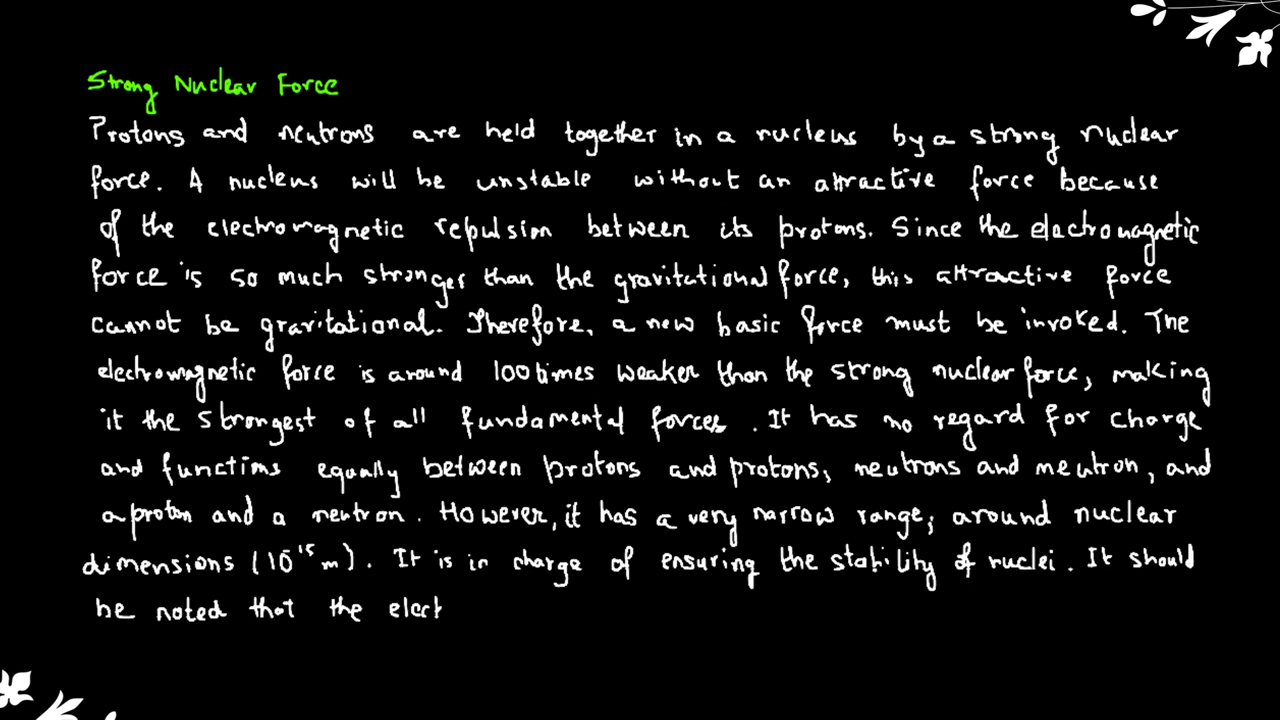 Strong Nuclear Force
Protons and neutrons are held together in a nucleus by a strong nuclear
force. A nucleus will be unstable without an attractive force because
of the electromagnetic repulsion between its protons. Since the electromagnetic
force is so much stronger than the gravitational force, this attractive force
cannot be gravitational. Therefore, a new basic force must be invoked. The
electromagnetic force is around 100 times weaker than the strong nuclear force, making
it the strongest of all fundamental forces. It has no regard for charge
and functions equally between protons and protons, neutrons and neutron, and
a proton and a neutron. However, it has a very narrow range, around nuclear
dimensions (10¯¹⁵ m). It is in charge of ensuring the stability of nuclei. It should
be noted that the elect